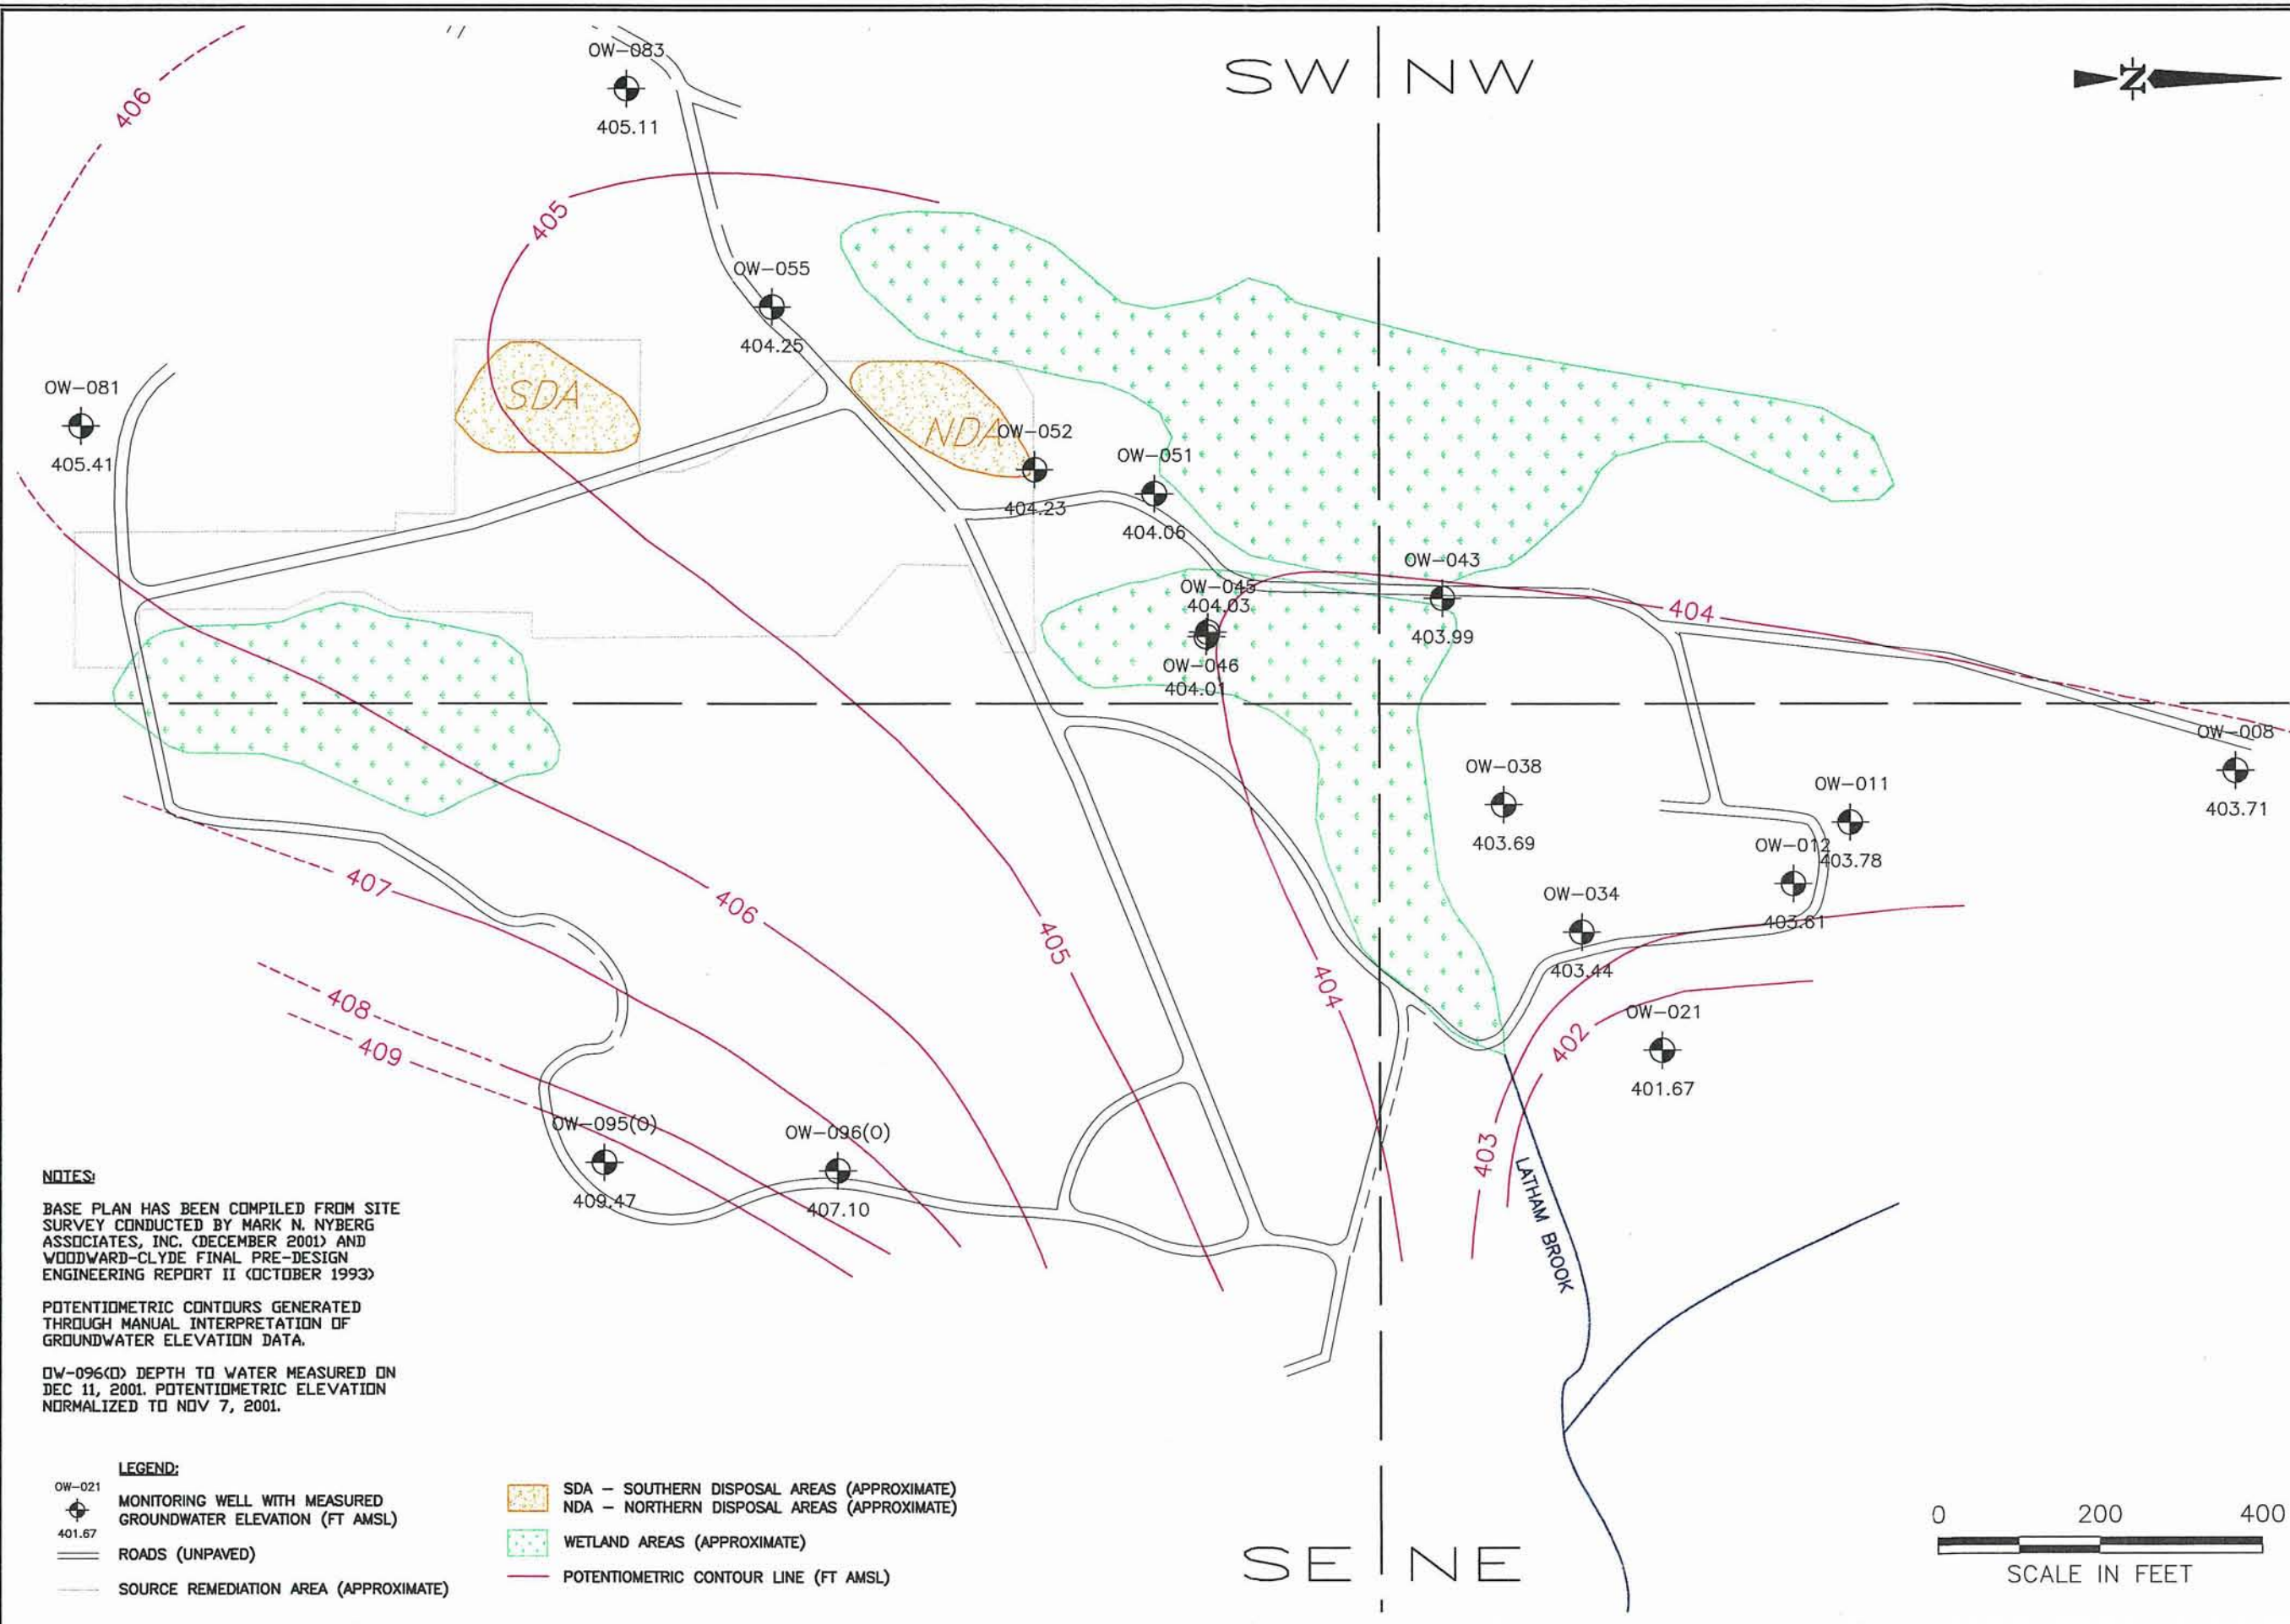 OW-083
405.11
SW
NW
N
406
405
OW-055
404.25
OW-081
405.41
SDA
NDA
OW-052
404.23
OW-051
404.06
OW-043
403.99
OW-045
404.03
OW-046
404.01
404
OW-008
403.71
OW-038
403.69
OW-011
403.78
OW-012
403.61
OW-034
403.44
407
406
405
404
408
409
402
OW-021
401.67
403
OW-095(O)
409.47
OW-096(O)
407.10
LATHAM BROOK
NOTES:
BASE PLAN HAS BEEN COMPILED FROM SITE
SURVEY CONDUCTED BY MARK N. NYBERG
ASSOCIATES, INC. (DECEMBER 2001) AND
WOODWARD-CLYDE FINAL PRE-DESIGN
ENGINEERING REPORT II (OCTOBER 1993)
POTENTIOMETRIC CONTOURS GENERATED
THROUGH MANUAL INTERPRETATION OF
GROUNDWATER ELEVATION DATA.
OW-096(O) DEPTH TO WATER MEASURED ON
DEC 11, 2001. POTENTIOMETRIC ELEVATION
NORMALIZED TO NOV 7, 2001.
LEGEND:
OW-021
401.67
MONITORING WELL WITH MEASURED
GROUNDWATER ELEVATION (FT AMSL)
ROADS (UNPAVED)
SOURCE REMEDIATION AREA (APPROXIMATE)
SDA - SOUTHERN DISPOSAL AREAS (APPROXIMATE)
NDA - NORTHERN DISPOSAL AREAS (APPROXIMATE)
WETLAND AREAS (APPROXIMATE)
POTENTIOMETRIC CONTOUR LINE (FT AMSL)
SE
NE
0 200 400
SCALE IN FEET